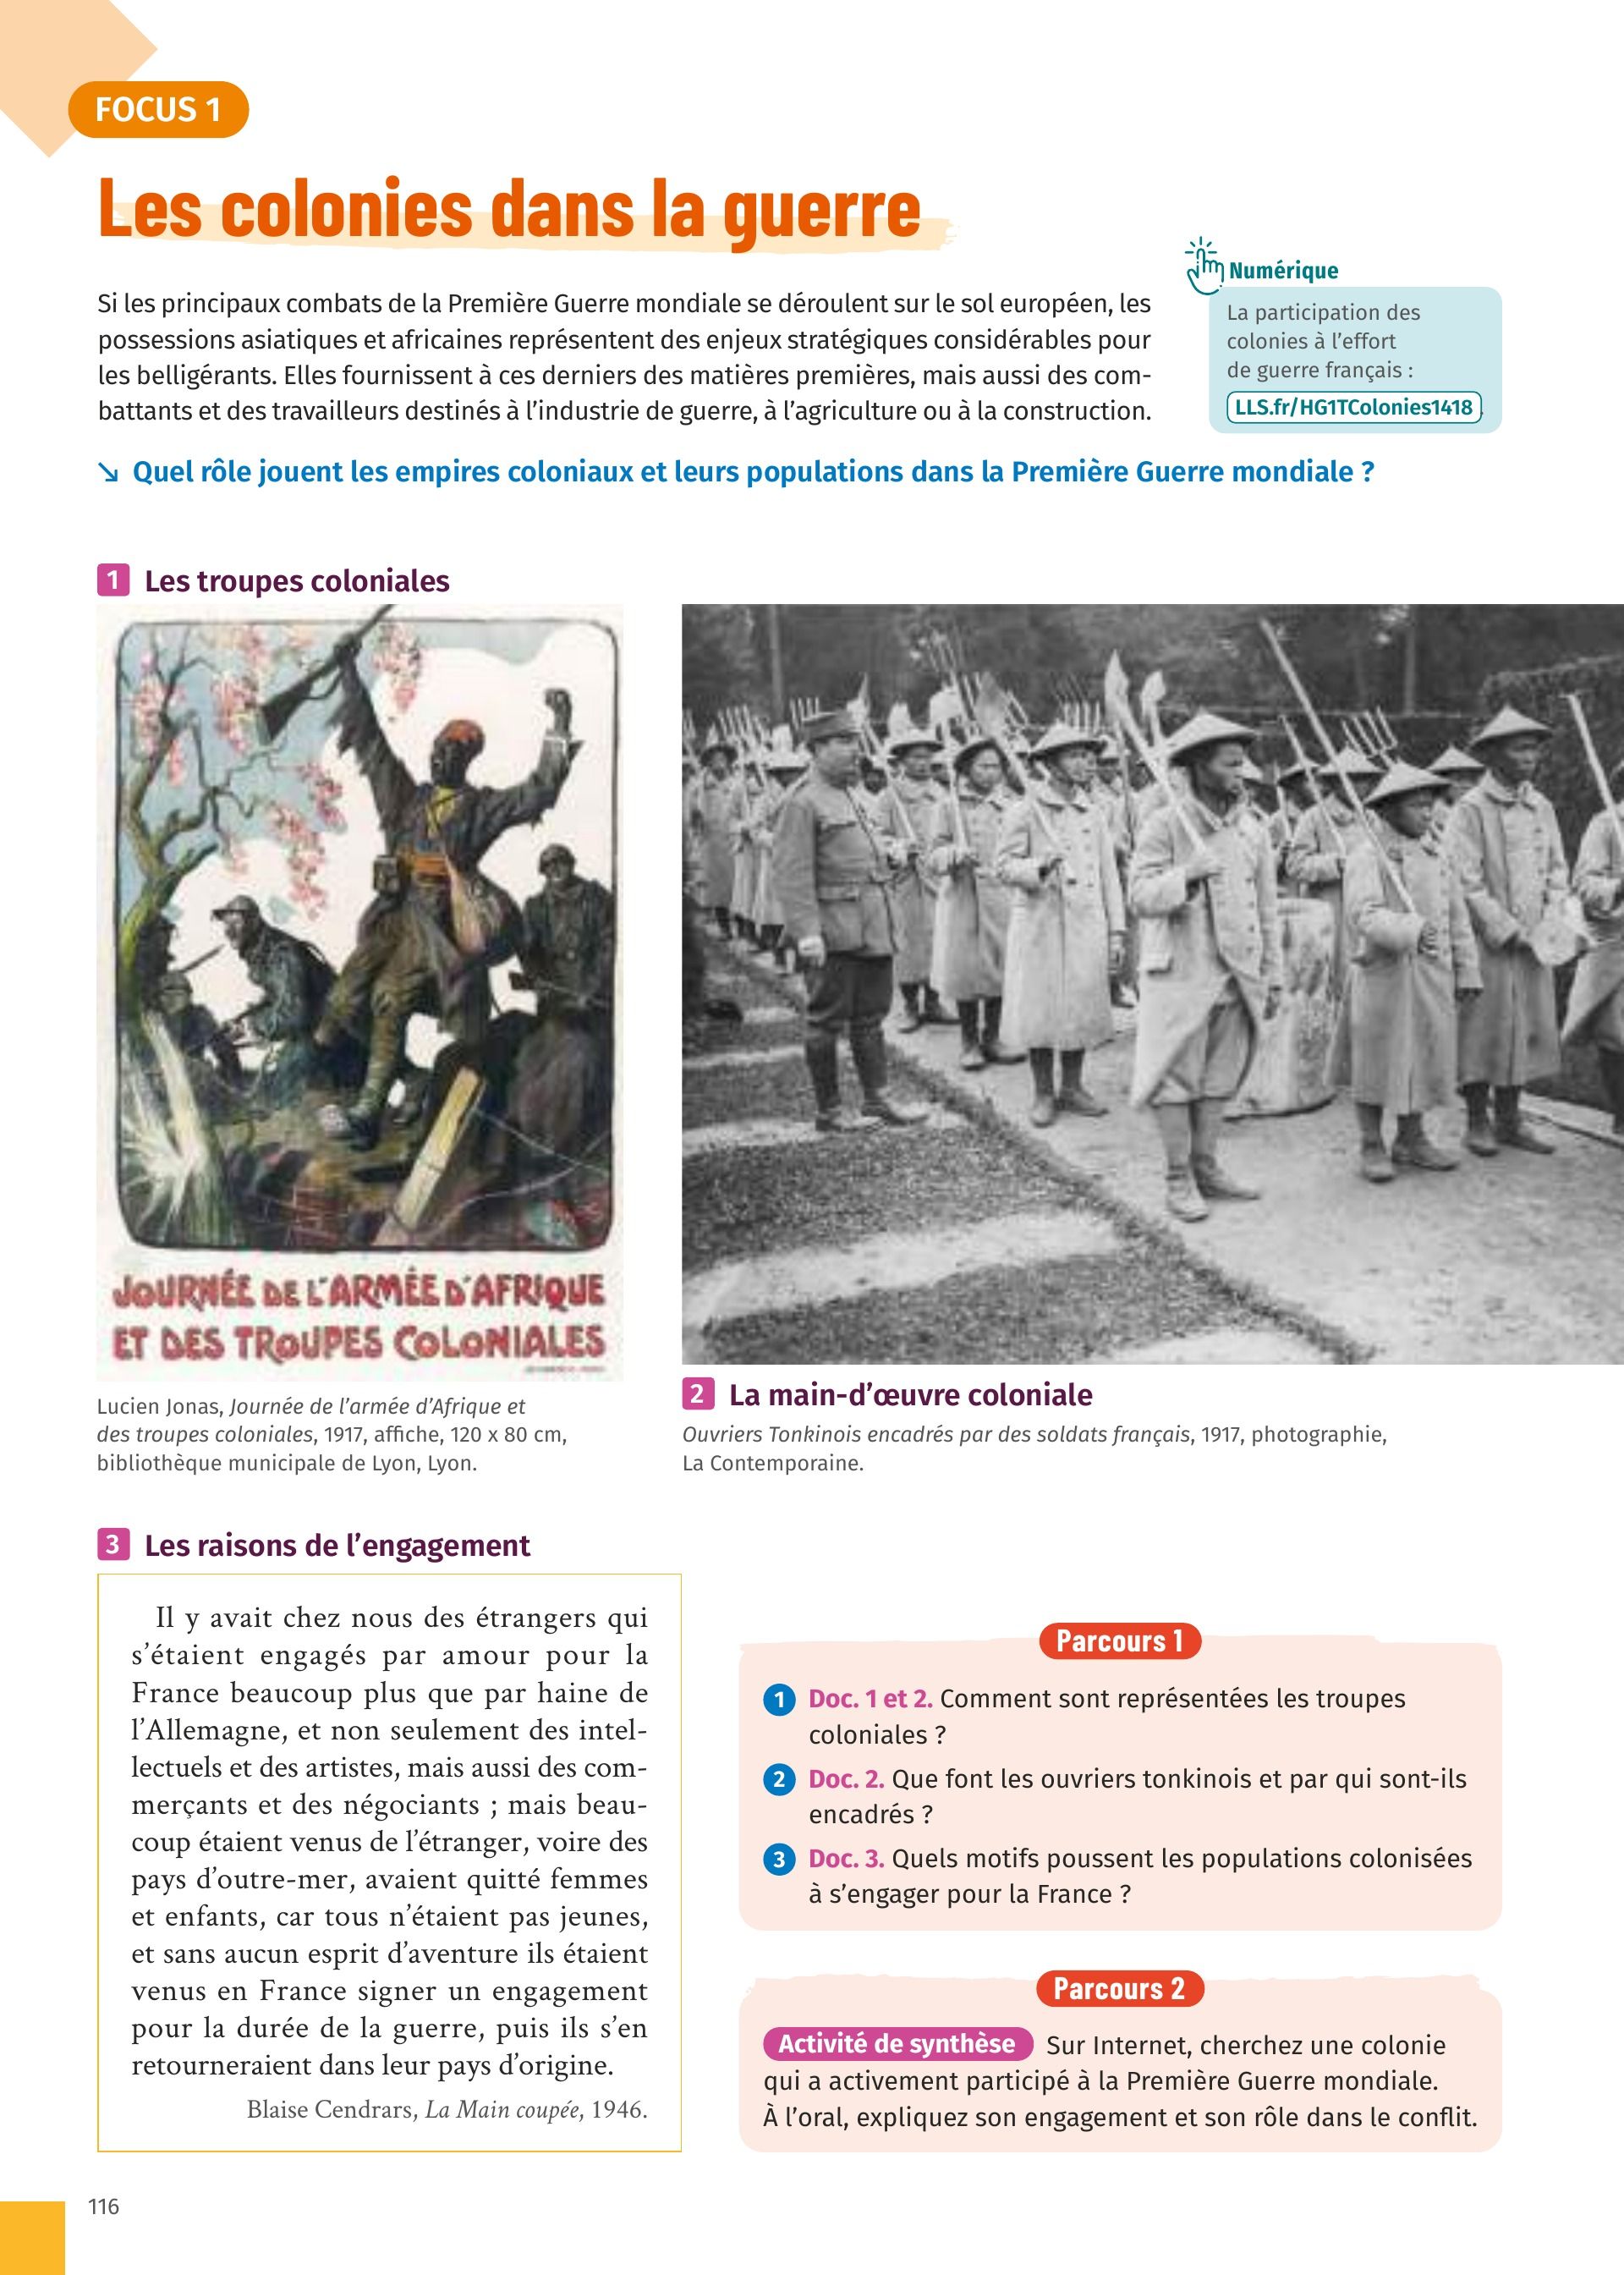 FOCUS 1
Les colonies dans la guerre
Si les principaux combats de la Première Guerre mondiale se déroulent sur le sol européen, les
possessions asiatiques et africaines représentent des enjeux stratégiques considérables pour
les belligérants. Elles fournissent à ces derniers des matières premières, mais aussi des com-
battants et des travailleurs destinés à l’industrie de guerre, à l’agriculture ou à la construction.
Numérique
La participation des
colonies à l’effort
de guerre français :
LLS.fr/HG1TColonies1418
↘ Quel rôle jouent les empires coloniaux et leurs populations dans la Première Guerre mondiale ?
1 Les troupes coloniales
JOURNÉE DE L'ARMÉE D'AFRIQUE
ET DES TROUPES COLONIALES
Lucien Jonas, Journée de l’armée d’Afrique et
des troupes coloniales, 1917, affiche, 120 x 80 cm,
bibliothèque municipale de Lyon, Lyon.
2 La main-d’œuvre coloniale
Ouvriers Tonkinois encadrés par des soldats français, 1917, photographie,
La Contemporaine.
3 Les raisons de l’engagement
Il y avait chez nous des étrangers qui
s’étaient engagés par amour pour la
France beaucoup plus que par haine de
l’Allemagne, et non seulement des intel-
lectuels et des artistes, mais aussi des com-
merçants et des négociants ; mais beau-
coup étaient venus de l’étranger, voire des
pays d’outre-mer, avaient quitté femmes
et enfants, car tous n’étaient pas jeunes,
et sans aucun esprit d’aventure ils étaient
venus en France signer un engagement
pour la durée de la guerre, puis ils s’en
retourneraient dans leur pays d’origine.
Blaise Cendrars, La Main coupée, 1946.
Parcours 1
1 Doc. 1 et 2. Comment sont représentées les troupes
coloniales ?
2 Doc. 2. Que font les ouvriers tonkinois et par qui sont-ils
encadrés ?
3 Doc. 3. Quels motifs poussent les populations colonisées
à s’engager pour la France ?
Parcours 2
Activité de synthèse Sur Internet, cherchez une colonie
qui a activement participé à la Première Guerre mondiale.
À l’oral, expliquez son engagement et son rôle dans le conflit.
116